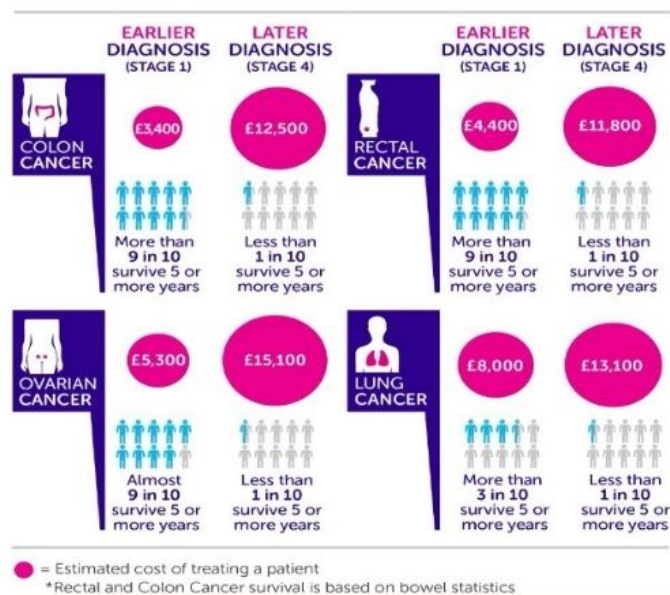 EARLIER
DIAGNOSIS
(STAGE 1)
LATER
DIAGNOSIS
(STAGE 4)
EARLIER
DIAGNOSIS
(STAGE 1)
LATER
DIAGNOSIS
(STAGE 4)
COLON
CANCER
£3,400
£12,500
More than
9 in 10
survive 5 or
more years
Less than
1 in 10
survive 5 or
more years
RECTAL
CANCER
£4,400
£11,800
More than
9 in 10
survive 5 or
more years
Less than
1 in 10
survive 5 or
more years
OVARIAN
CANCER
£5,300
£15,100
Almost
9 in 10
survive 5 or
more years
Less than
1 in 10
survive 5 or
more years
LUNG
CANCER
£8,000
£13,100
More than
3 in 10
survive 5 or
more years
Less than
1 in 10
survive 5 or
more years
= Estimated cost of treating a patient
*Rectal and Colon Cancer survival is based on bowel statistics